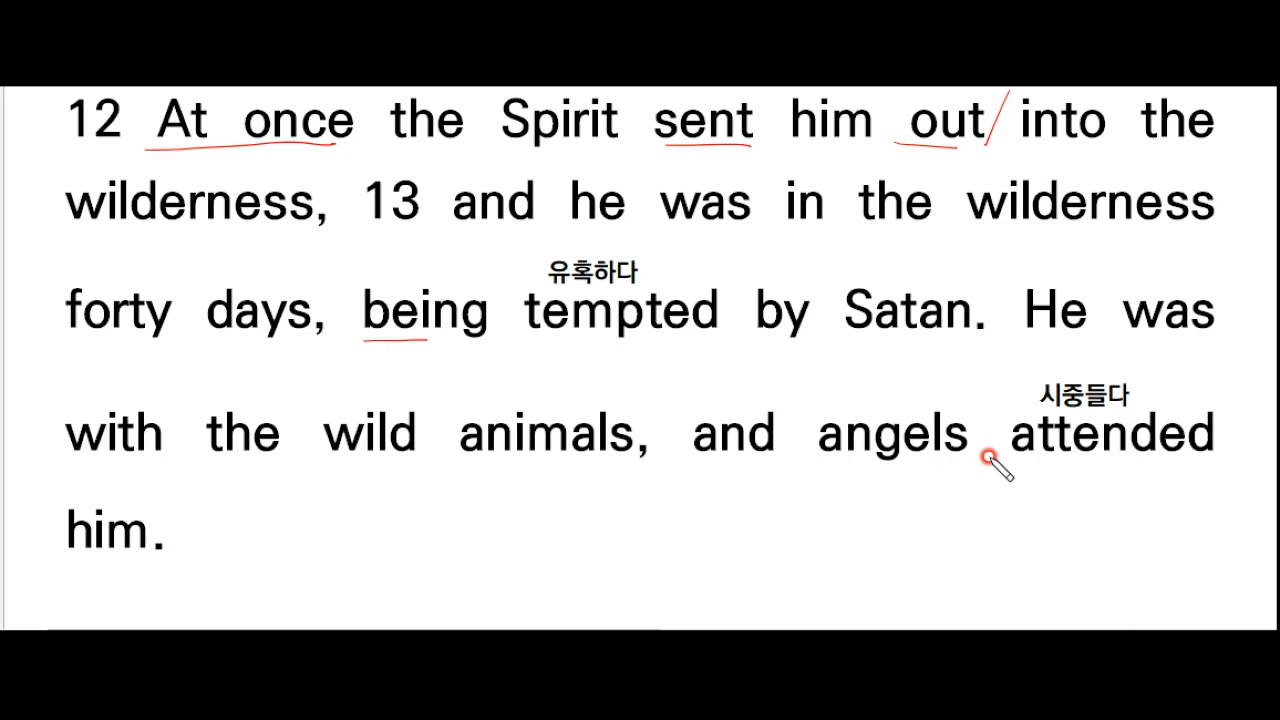 12 At once the Spirit sent him out into the
wilderness, 13 and he was in the wilderness
유혹하다
forty days, being tempted by Satan. He was
시중들다
with the wild animals, and angels attended
him.